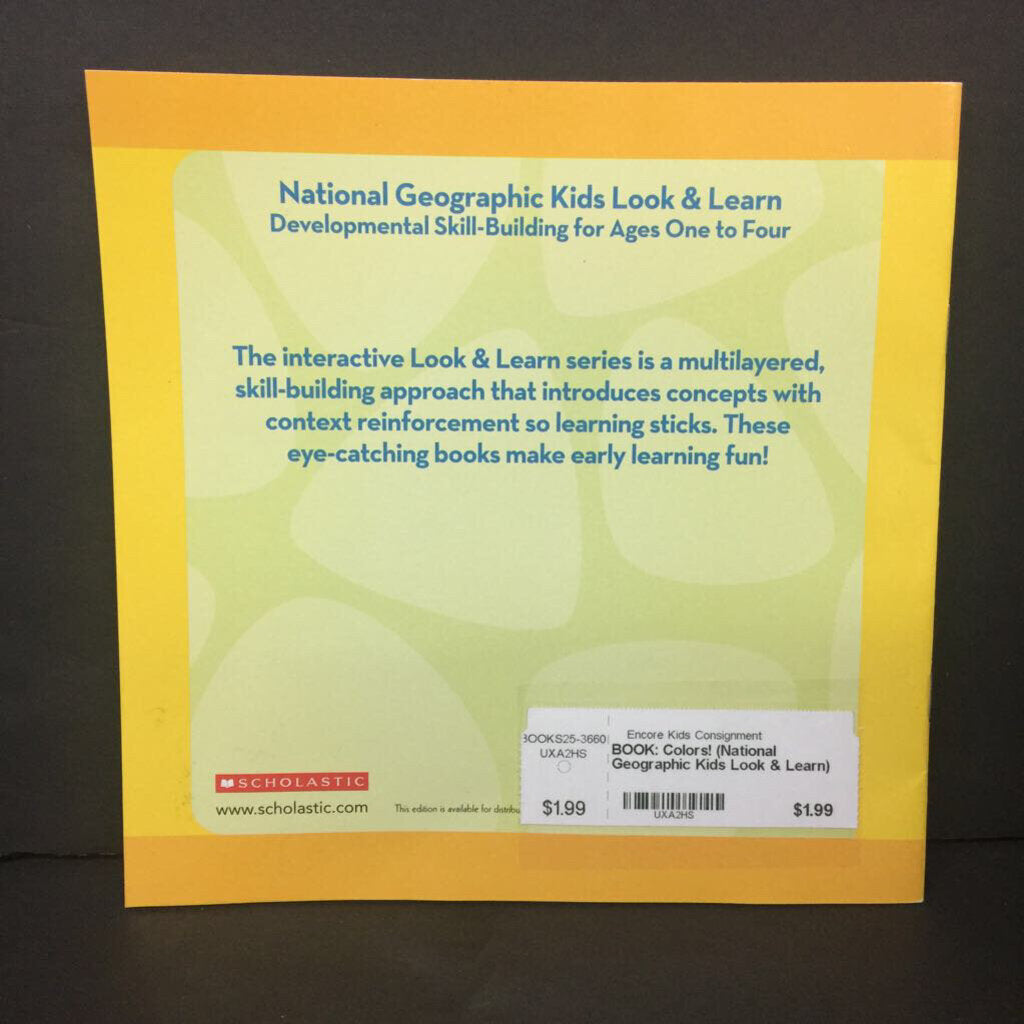 National Geographic Kids Look & Learn
Developmental Skill-Building for Ages One to Four
The interactive Look & Learn series is a multilayered,
skill-building approach that introduces concepts with
context reinforcement so learning sticks. These
eye-catching books make early learning fun!
SCHOLASTIC
www.scholastic.com
This edition is available for
BOOKS25-3660
UXA2HS
$1.99
Encore Kids Consignment
BOOK: Colors! (National
Geographic Kids Look & Learn)
UXA2HS
$1.99